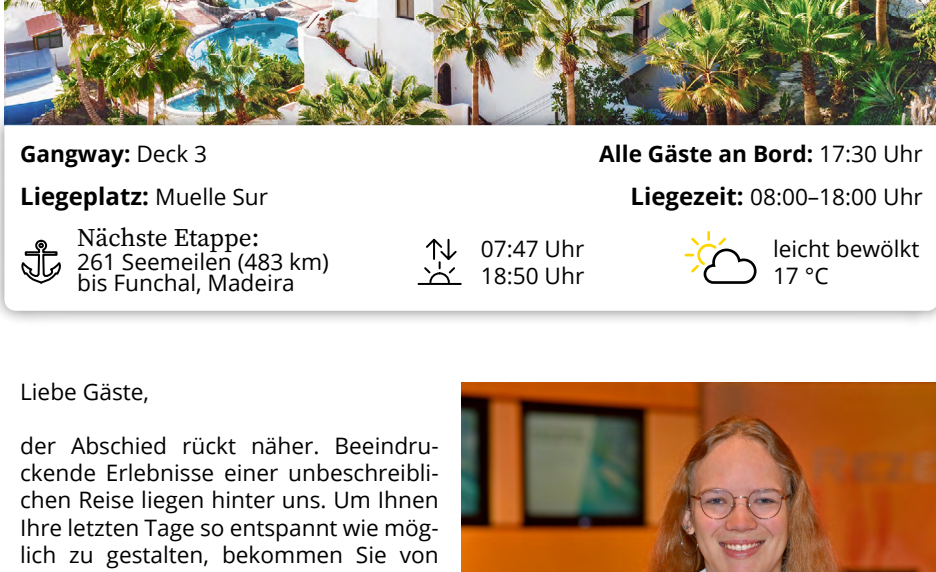 Gangway: Deck 3
Alle Gäste an Bord: 17:30 Uhr
Liegeplatz: Muelle Sur
Liegezeit: 08:00–18:00 Uhr
Nächste Etappe:
261 Seemeilen (483 km)
bis Funchal, Madeira
07:47 Uhr
18:50 Uhr
leicht bewölkt
17 °C
Liebe Gäste,
der Abschied rückt näher. Beeindru-
ckende Erlebnisse einer unbeschreibli-
chen Reise liegen hinter uns. Um Ihnen
Ihre letzten Tage so entspannt wie mög-
lich zu gestalten, bekommen Sie von